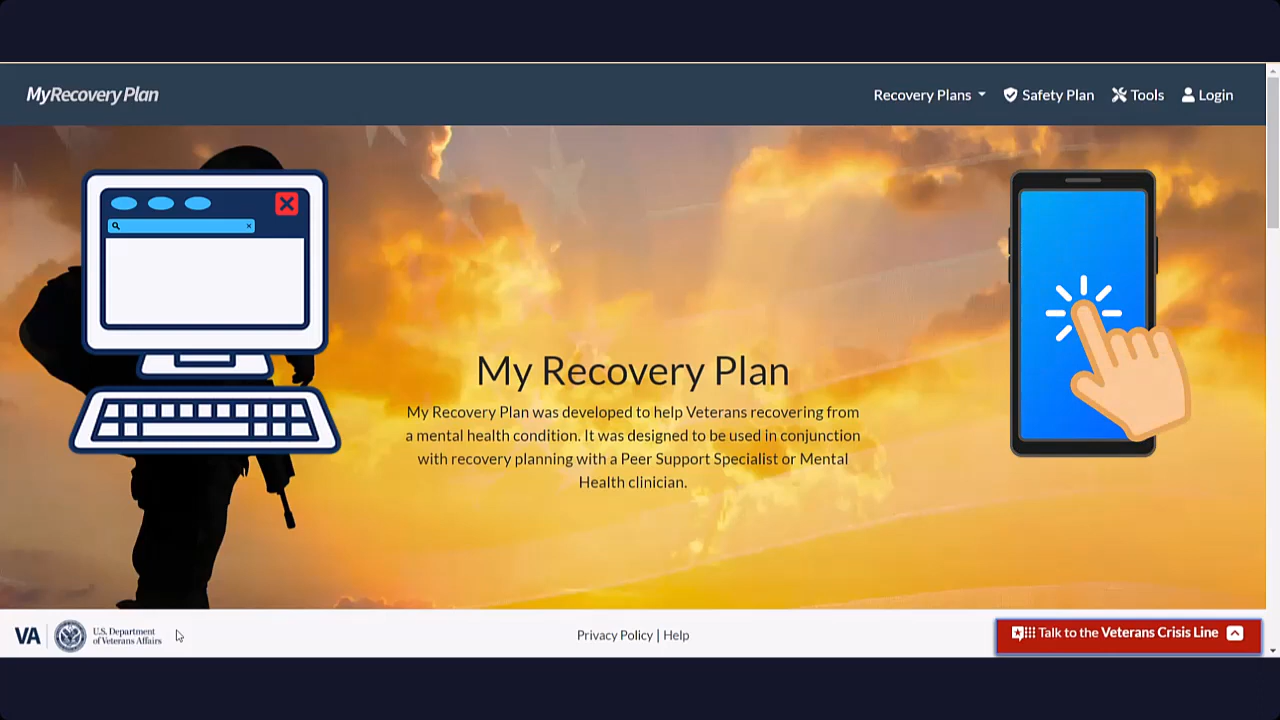 MyRecovery Plan
Recovery Plans
Safety Plan
Tools
Login
My Recovery Plan
My Recovery Plan was developed to help Veterans recovering from
a mental health condition. It was designed to be used in conjunction
with recovery planning with a Peer Support Specialist or Mental
Health clinician.
VA
U.S. Department
of Veterans Affairs
Privacy Policy | Help
Talk to the Veterans Crisis Line